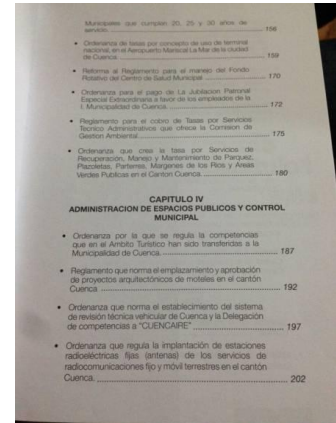 Municipales que cumplan 20, 25 y 30 años de
servicio ... 156
• Ordenanza de tasas por concepto de uso de terminal
nacional, en el Aeropuerto Mariscal La Mar de la ciudad
de Cuenca. ... 159
• Reforma al Reglamento para el manejo del Fondo
Rotativo del Centro de Salud Municipal ... 170
• Ordenanza para el pago de La Jubilacion Patronal
Especial Extraordinaria a favor de los empleados de la
I. Municipalidad de Cuenca. ... 172
• Reglamento para el cobro de Tasas por Servicios
Tecnico Administrativos que ofrece la Comision de
Gestion Ambiental ... 175
• Ordenanza que crea la tasa por Servicios de
Recuperación, Manejo y Mantenimiento de Parquez,
Plazoletas, Parterres, Margenes de los Rios y Areas
Verdes Publicas en el Canton Cuenca ... 180
CAPITULO IV
ADMINISTRACION DE ESPACIOS PUBLICOS Y CONTROL
MUNICIPAL
• Ordenanza por la que se regula la competencias
que en el Ambito Turístico han sido transferidas a la
Municipalidad de Cuenca. ... 187
• Reglamento que norma el emplazamiento y aprobación
de proyectos arquitectónicos de moteles en el cantón
Cuenca ... 192
• Ordenanza que norma el establecimiento del sistema
de revisión técnica vehicular de Cuenca y la Delegación
de competencias a "CUENCAIRE" ... 197
• Ordenanza que regula la implantación de estaciones
radioeléctricas fijas (antenas) de los servicios de
radiocomunicaciones fijo y móvil terrestres en el cantón
Cuenca. ... 202